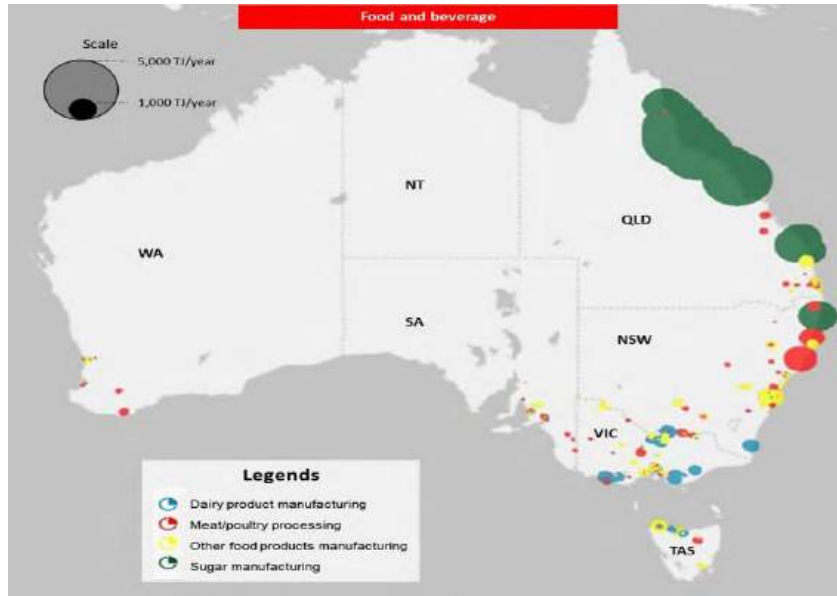 Food and beverage
Scale
5,000 TJ/year
1,000 TJ/year
NT
QLD
WA
SA
NSW
VIC
TAS
Legends
Dairy product manufacturing
Meat/poultry processing
Other food products manufacturing
Sugar manufacturing